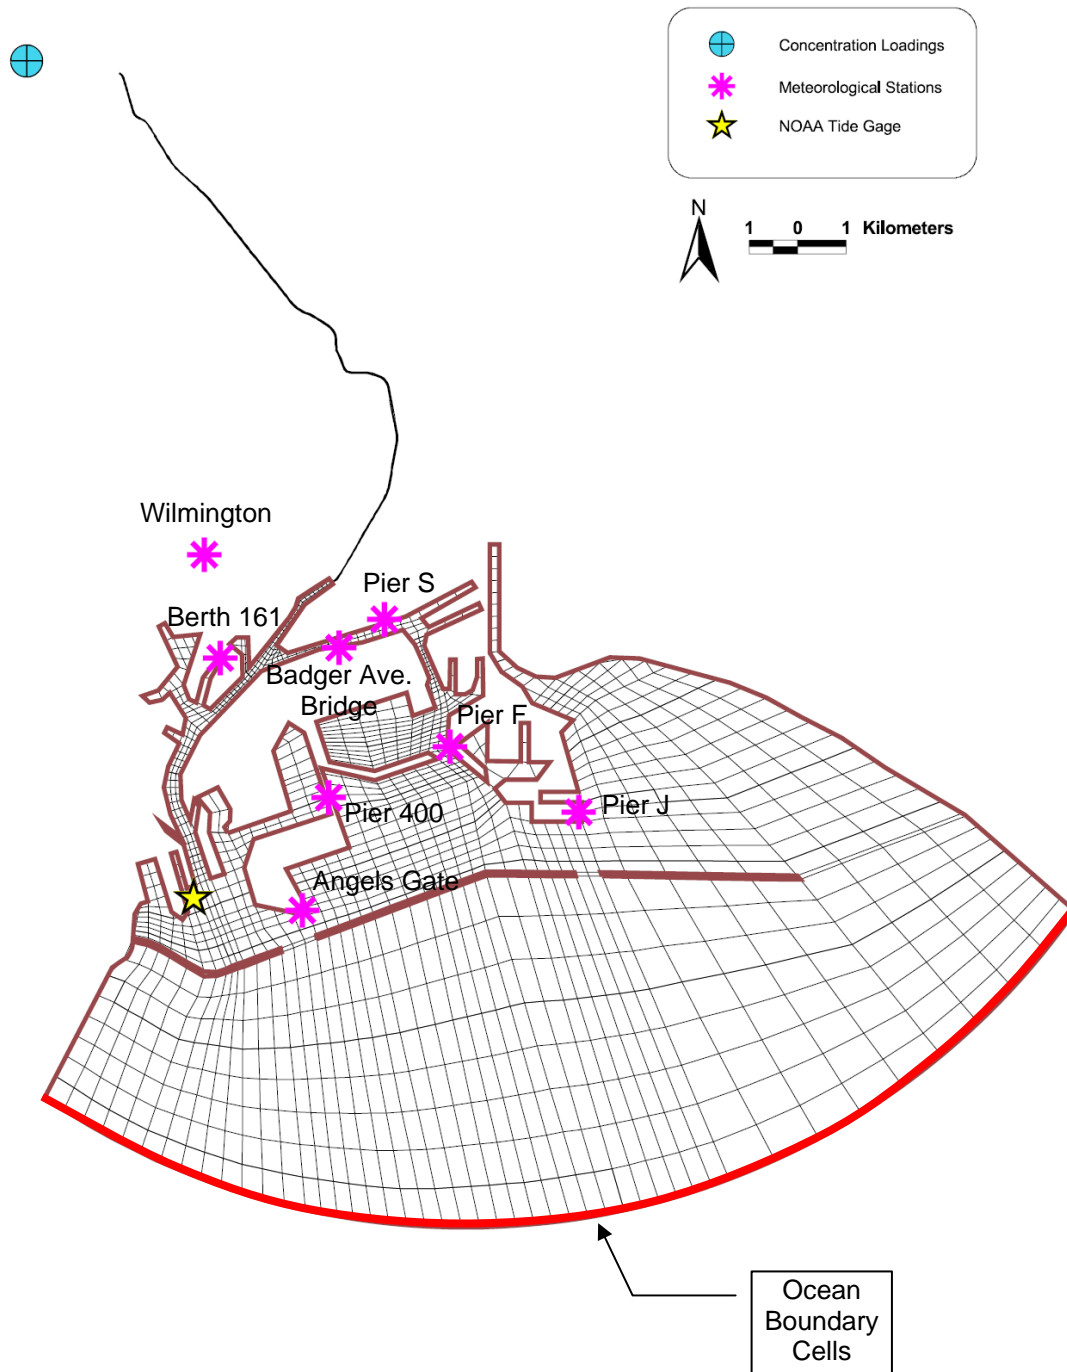 Concentration Loadings
Meteorological Stations
NOAA Tide Gage
N
1 0 1 Kilometers
Wilmington
Pier S
Berth 161
Badger Ave.
Bridge
Pier F
Pier 400
Pier J
Angels Gate
Ocean
Boundary
Cells